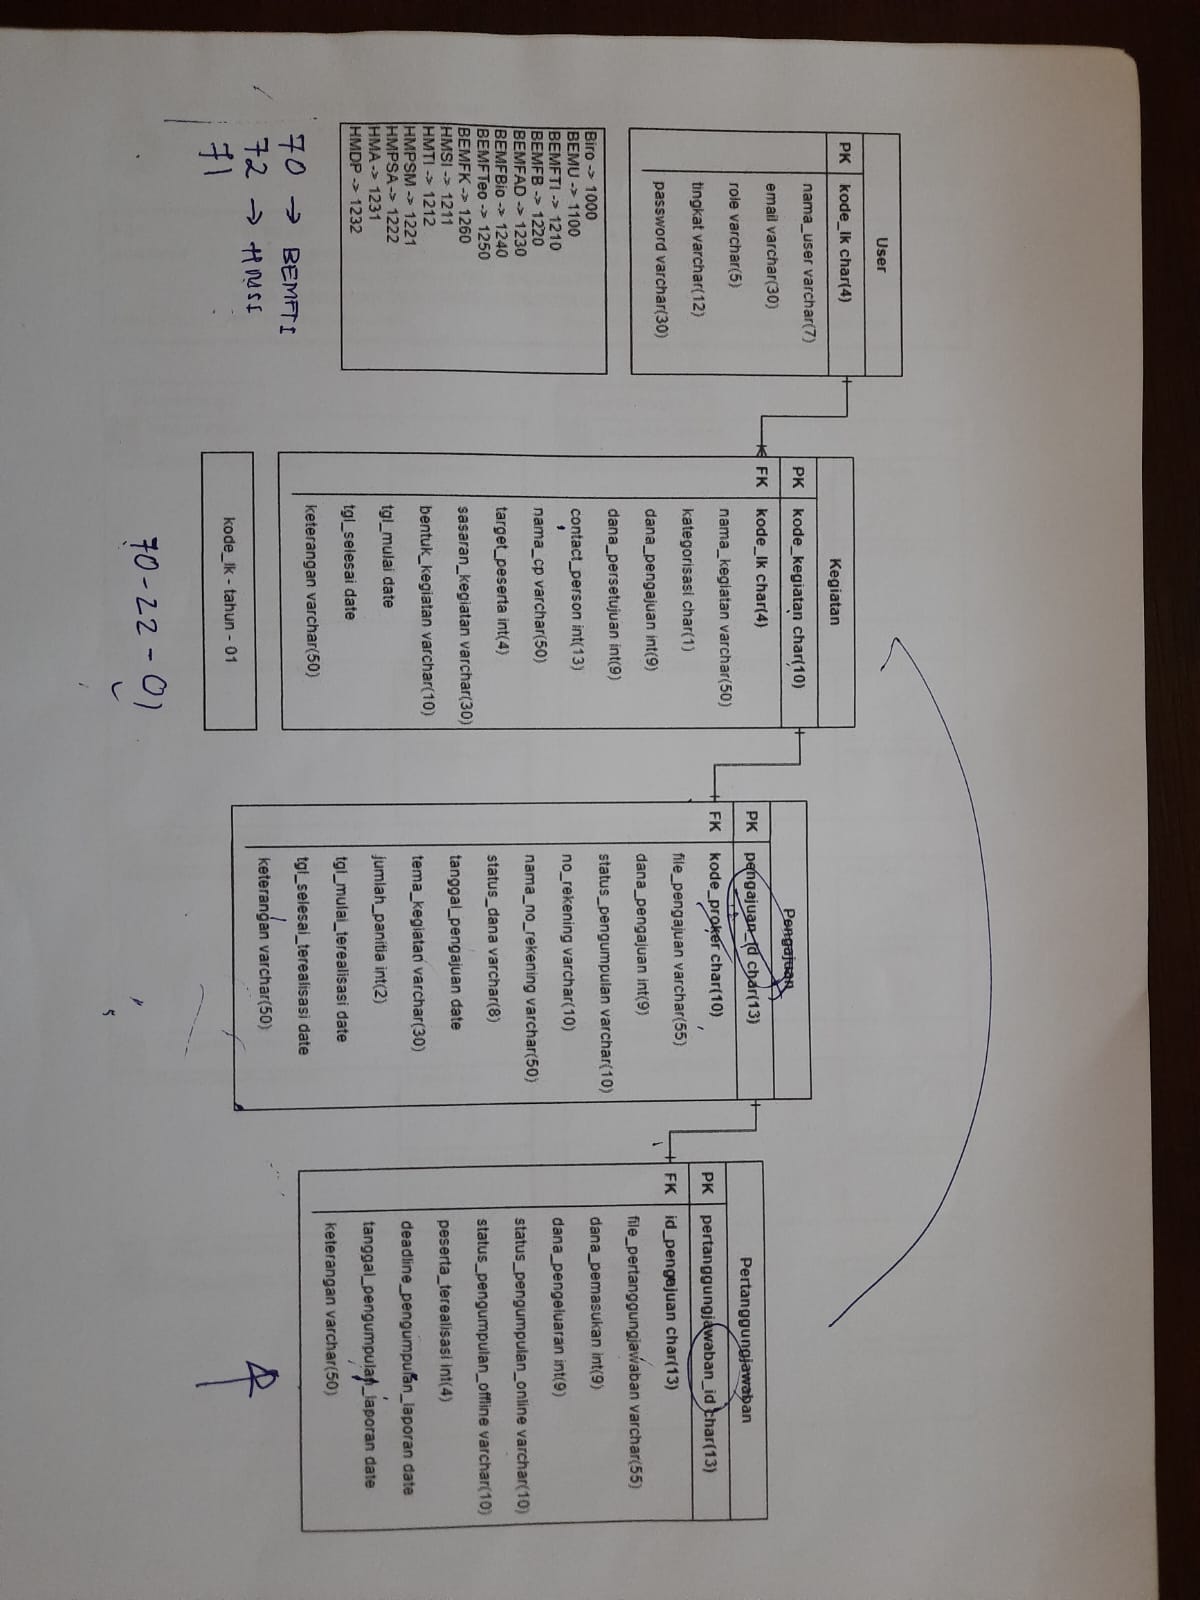 User
PK kode_lk char(4)
nama_user varchar(7)
email varchar(30)
role varchar(5)
tingkat varchar(12)
password varchar(30)
Biro -> 1000
BEMU -> 1100
BEMFTI -> 1210
BEMFB -> 1220
BEMFAD -> 1230
BEMFBio -> 1240
BEMFTeo -> 1250
BEMFK -> 1260
HMSI -> 1211
HMTI -> 1212
HMPSM -> 1221
HMPSA -> 1222
HMA -> 1231
HMDP -> 1232
70 -> BEMFTI
72 -> HMSI
71
Kegiatan
PK kode_kegiatan char(10)
FK kode_lk char(4)
nama_kegiatan varchar(50)
kategorisasi char(1)
dana_pengajuan int(9)
dana_persetujuan int(9)
contact_person int(13)
nama_cp varchar(50)
target_peserta int(4)
sasaran_kegiatan varchar(30)
bentuk_kegiatan varchar(10)
tgl_mulai date
tgl_selesai date
keterangan varchar(50)
kode_lk - tahun - 01
70-22-01
Pengajuan
PK pengajuan_id char(13)
FK kode_proker char(10)
file_pengajuan varchar(55)
dana_pengajuan int(9)
status_pengumpulan varchar(10)
no_rekening varchar(10)
nama_no_rekening varchar(50)
status_dana varchar(8)
tanggal_pengajuan date
tema_kegiatan varchar(30)
jumlah_panitia int(2)
tgl_mulai_terealisasi date
tgl_selesai_terealisasi date
keterangan varchar(50)
Pertanggungjawaban
PK pertanggungjawaban_id char(13)
FK id_pengajuan char(13)
file_pertanggungjawaban varchar(55)
dana_pemasukan int(9)
dana_pengeluaran int(9)
status_pengumpulan_online varchar(10)
status_pengumpulan_offline varchar(10)
peserta_terealisasi int(4)
deadline_pengumpulan_laporan date
tanggal_pengumpulan_laporan date
keterangan varchar(50)